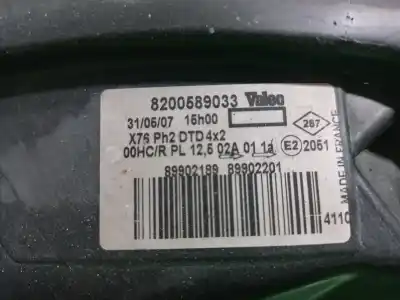 8200589033 Valeo
31/05/07 15h00
267
X76 Ph2 DTD 4x2
00HC/R PL 12,5 02A 01 1a E2 2051
89902189 89902201
MADE IN FRANCE
4110